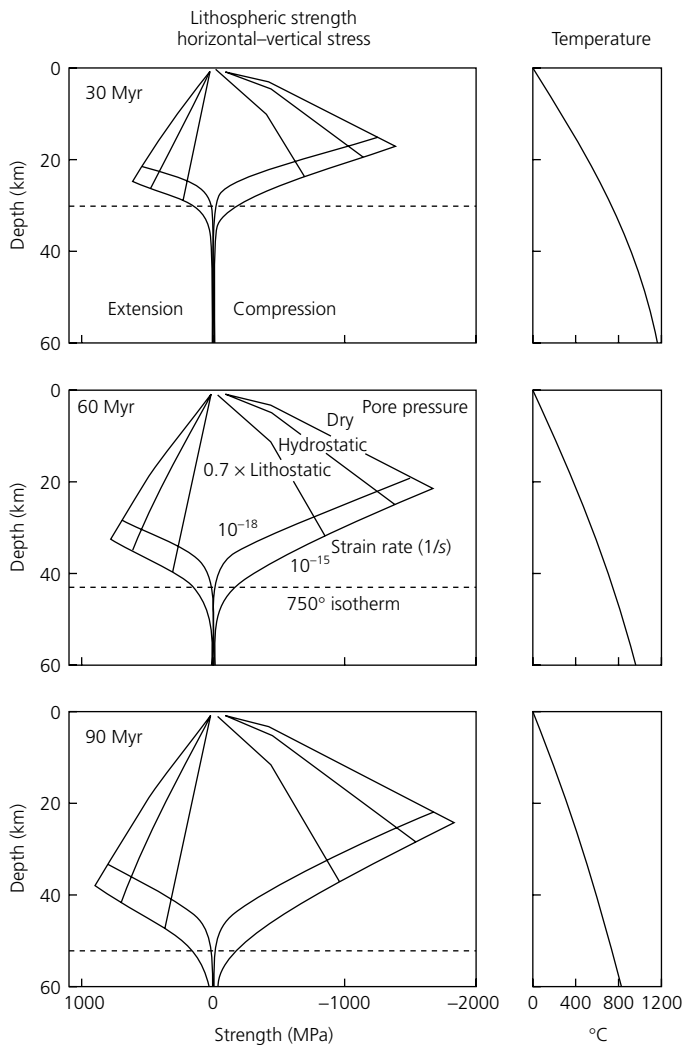 Lithospheric strength
horizontal–vertical stress
Temperature
0
20
40
60
Depth (km)
30 Myr
Extension
Compression
0
20
40
60
Depth (km)
60 Myr
Pore pressure
Dry
Hydrostatic
0.7 × Lithostatic
10⁻¹⁸
Strain rate (1/s)
10⁻¹⁵
750° isotherm
0
20
40
60
Depth (km)
90 Myr
1000
0
–1000
–2000
0
400
800
1200
Strength (MPa)
°C